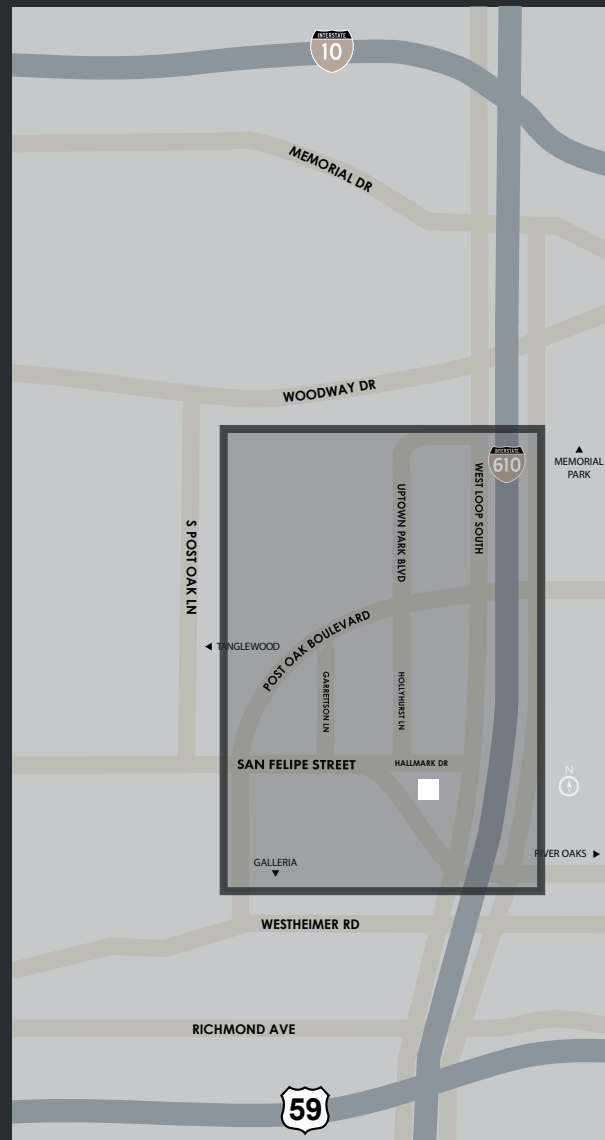 INTERSTATE
10
MEMORIAL DR
WOODWAY DR
INTERSTATE
610
MEMORIAL
PARK
WEST LOOP SOUTH
UPTOWN PARK BLVD
S POST OAK LN
TANGLEWOOD
POST OAK BOULEVARD
GARRETTSON LN
HOLLYHURST LN
SAN FELIPE STREET
HALLMARK DR
N
RIVER OAKS
GALLERIA
WESTHEIMER RD
RICHMOND AVE
59